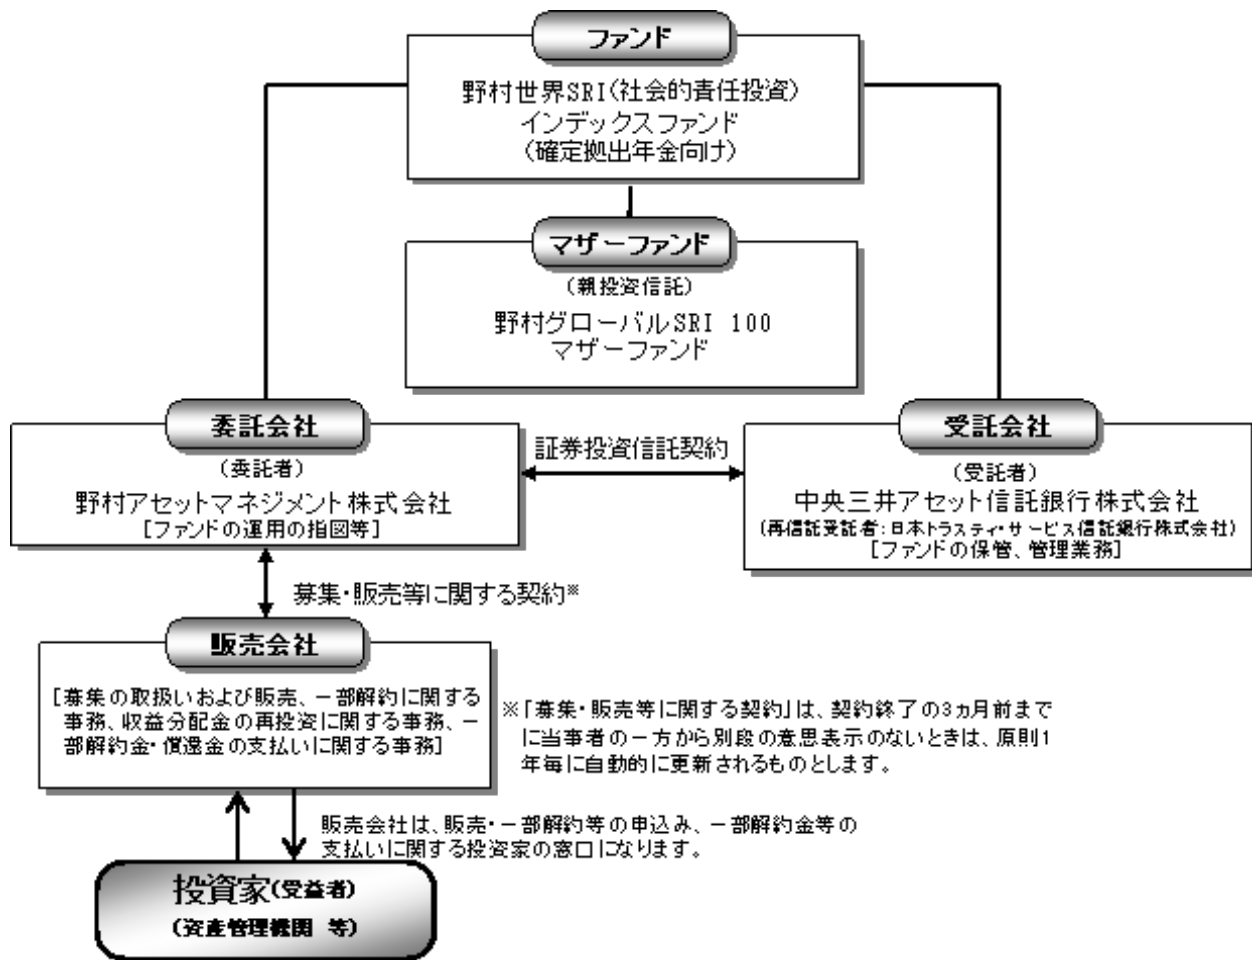 ファンド
野村世界SRI(社会的責任投資)
インデックスファンド
(確定拠出年金向け)
マザーファンド
(親投資信託)
野村グローバルSRI 100
マザーファンド
委託会社
(委託者)
野村アセットマネジメント株式会社
[ファンドの運用の指図等]
証券投資信託契約
受託会社
(受託者)
中央三井アセット信託銀行株式会社
(再信託受託者:日本トラスティ・サービス信託銀行株式会社)
[ファンドの保管、管理業務]
募集・販売等に関する契約※
販売会社
[募集の取扱いおよび販売、一部解約に関する
事務、収益分配金の再投資に関する事務、一
部解約金・償還金の支払いに関する事務]
※「募集・販売等に関する契約」は、契約終了の3ヵ月前まで
に当事者の一方から別段の意思表示のないときは、原則1
年毎に自動的に更新されるものとします。
販売会社は、販売・一部解約等の申込み、一部解約金等の
支払いに関する投資家の窓口になります。
投資家(受益者)
(資産管理機関 等)